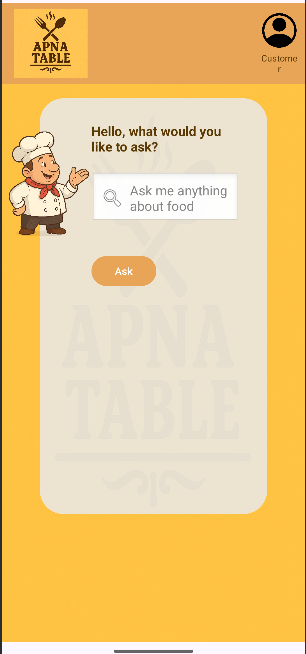 APNA
TABLE
Custome
r
Hello, what would you
like to ask?
Ask me anything
about food
Ask
APNA
TABLE